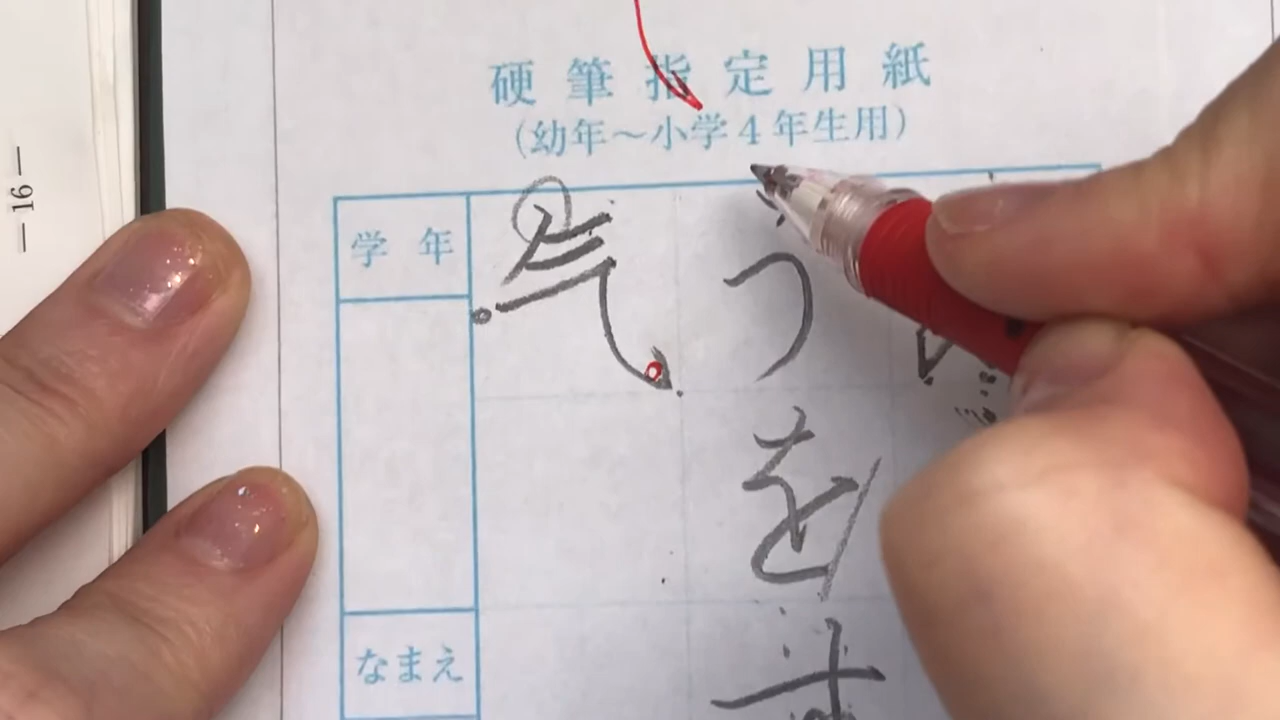 — 16 —
硬筆指定用紙
（幼年～小学4年生用）
学年
なまえ
つをす